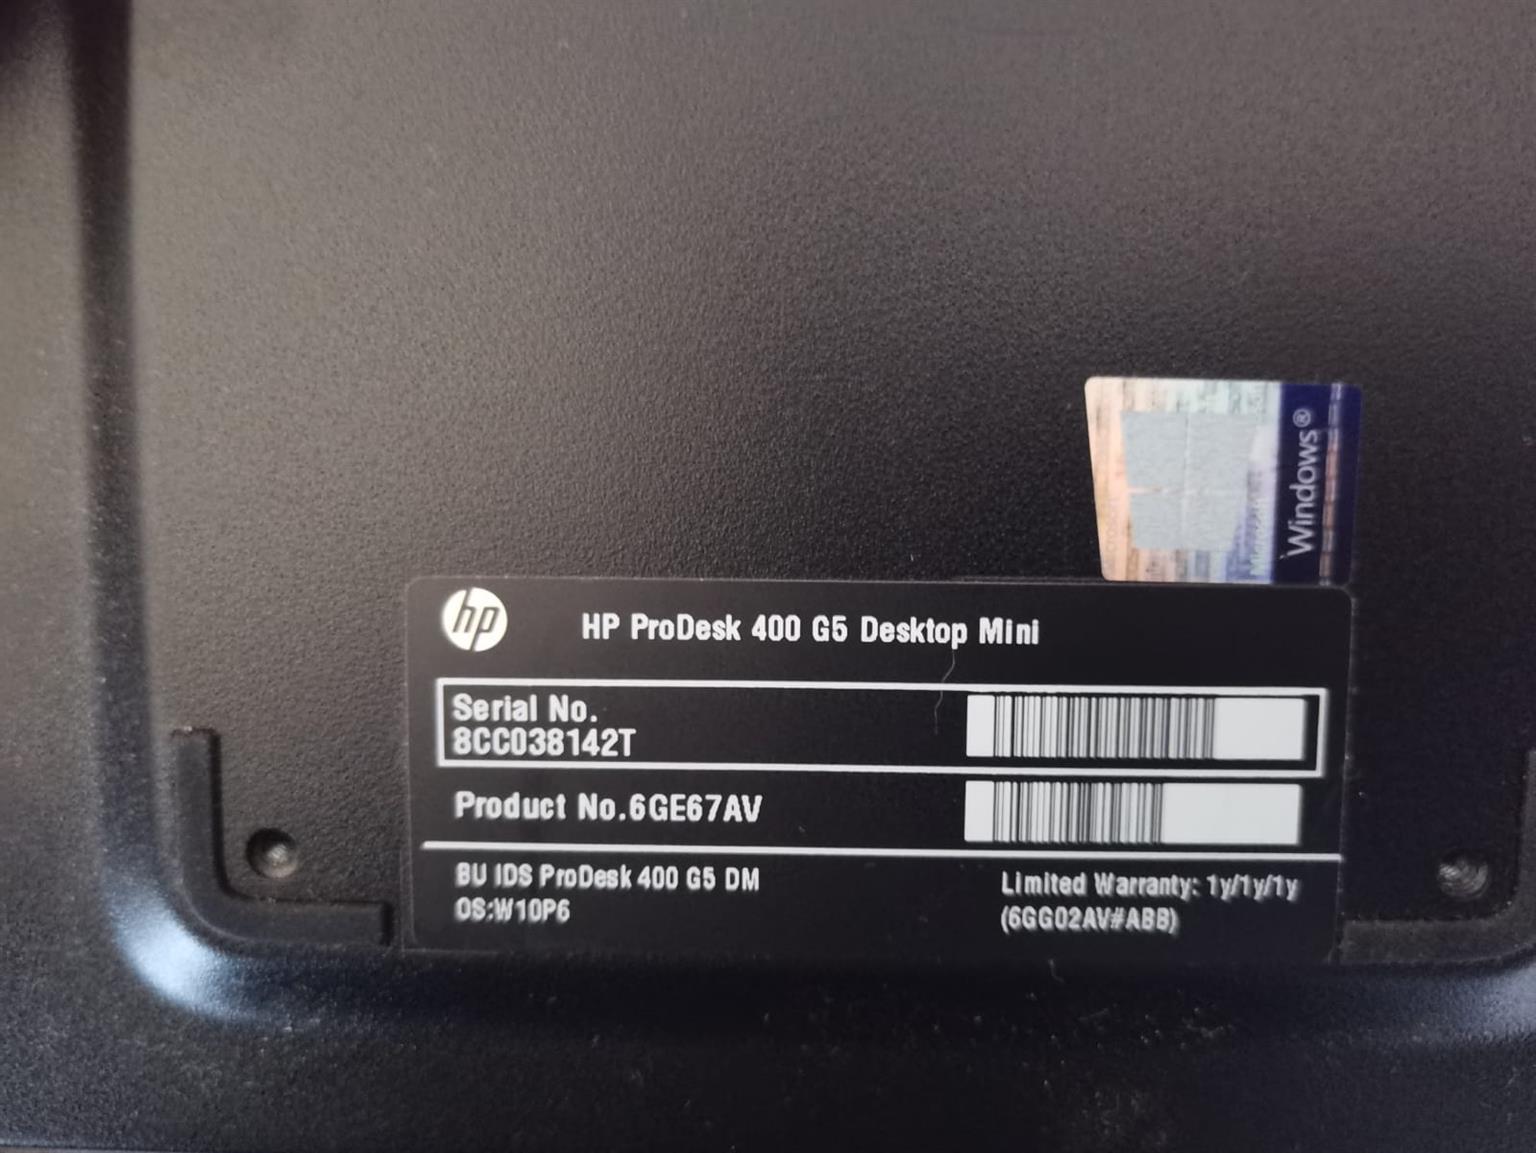 Windows®
hp
HP ProDesk 400 G5 Desktop Mini
Serial No.
8CC038142T
Product No.6GE67AV
BU IDS ProDesk 400 G5 DM
OS:W10P6
Limited Warranty: 1y/1y/1y
(6GG02AV#ABB)